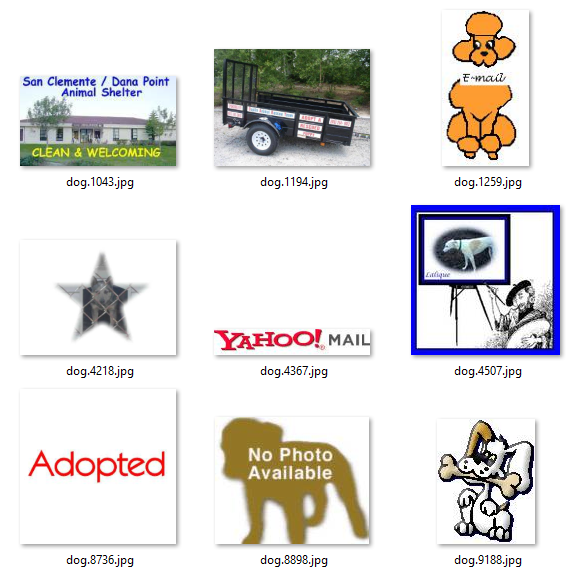 San Clemente / Dana Point
Animal Shelter
CLEAN & WELCOMING
dog.1043.jpg
dog.1194.jpg
E-mail
dog.1259.jpg
dog.4218.jpg
YAHOO! MAIL
dog.4367.jpg
Lalique
dog.4507.jpg
Adopted
dog.8736.jpg
No Photo
Available
dog.8898.jpg
dog.9188.jpg